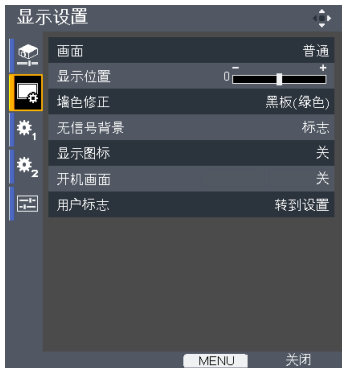 显示设置
画面 普通
显示位置 0 − +
墙色修正 黑板(绿色)
无信号背景 标志
显示图标 关
开机画面 关
用户标志 转到设置
1
2
MENU 关闭